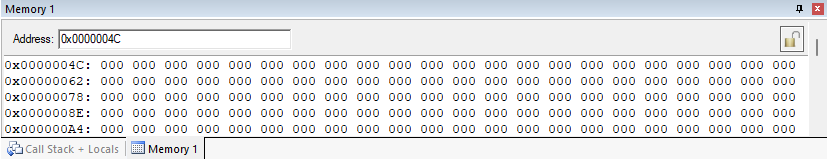 Memory 1
Address: 0x0000004C
0x0000004C: 000 000 000 000 000 000 000 000 000 000 000 000 000 000 000 000 000 000 000 000 000 000
0x00000062: 000 000 000 000 000 000 000 000 000 000 000 000 000 000 000 000 000 000 000 000 000 000
0x00000078: 000 000 000 000 000 000 000 000 000 000 000 000 000 000 000 000 000 000 000 000 000 000
0x0000008E: 000 000 000 000 000 000 000 000 000 000 000 000 000 000 000 000 000 000 000 000 000 000
0x000000A4: 000 000 000 000 000 000 000 000 000 000 000 000 000 000 000 000 000 000 000 000 000 000
Call Stack + Locals Memory 1